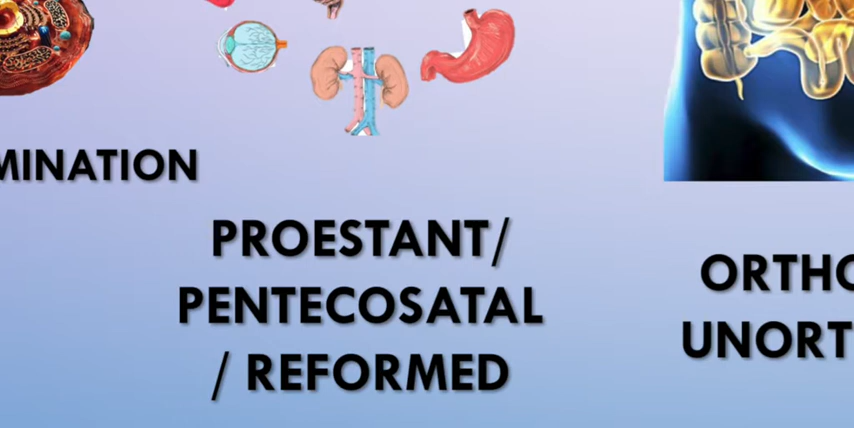 MINATION
PROESTANT/
PENTECOSATAL
/ REFORMED
ORTHO
UNORT